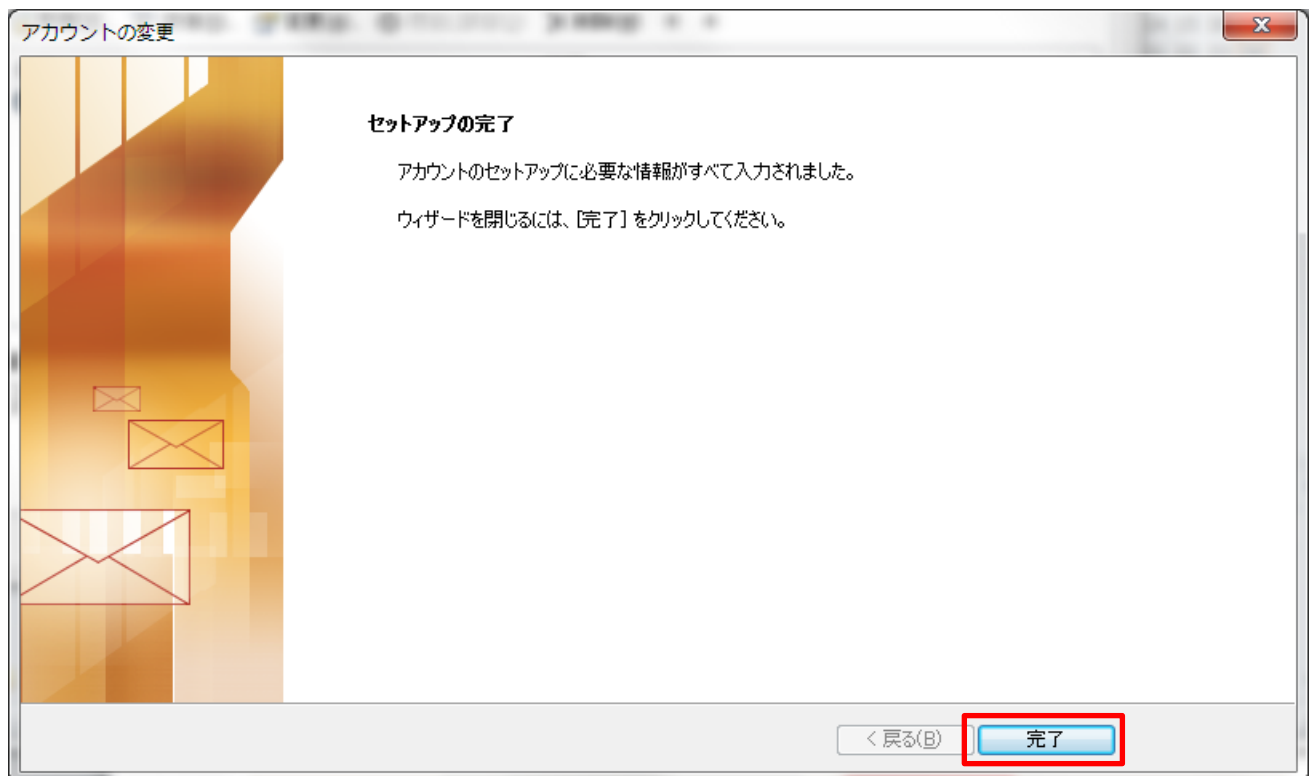 アカウントの変更
セットアップの完了
アカウントのセットアップに必要な情報がすべて入力されました。
ウィザードを閉じるには、[完了] をクリックしてください。
< 戻る(B)
完了